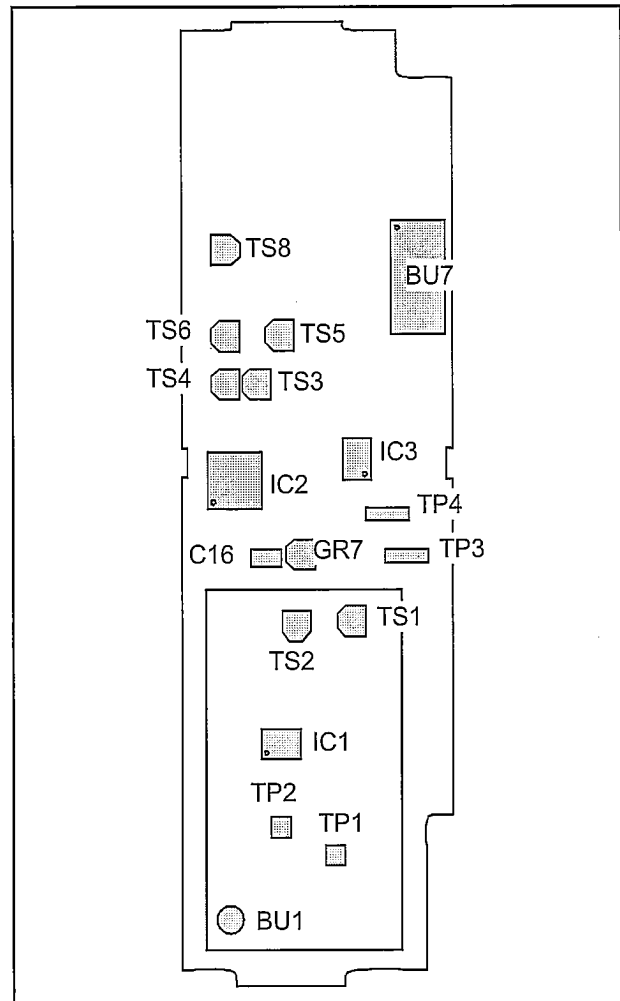 TS8
BU7
TS6
TS5
TS4
TS3
IC3
IC2
TP4
C16
GR7
TP3
TS1
TS2
IC1
TP2
TP1
BU1